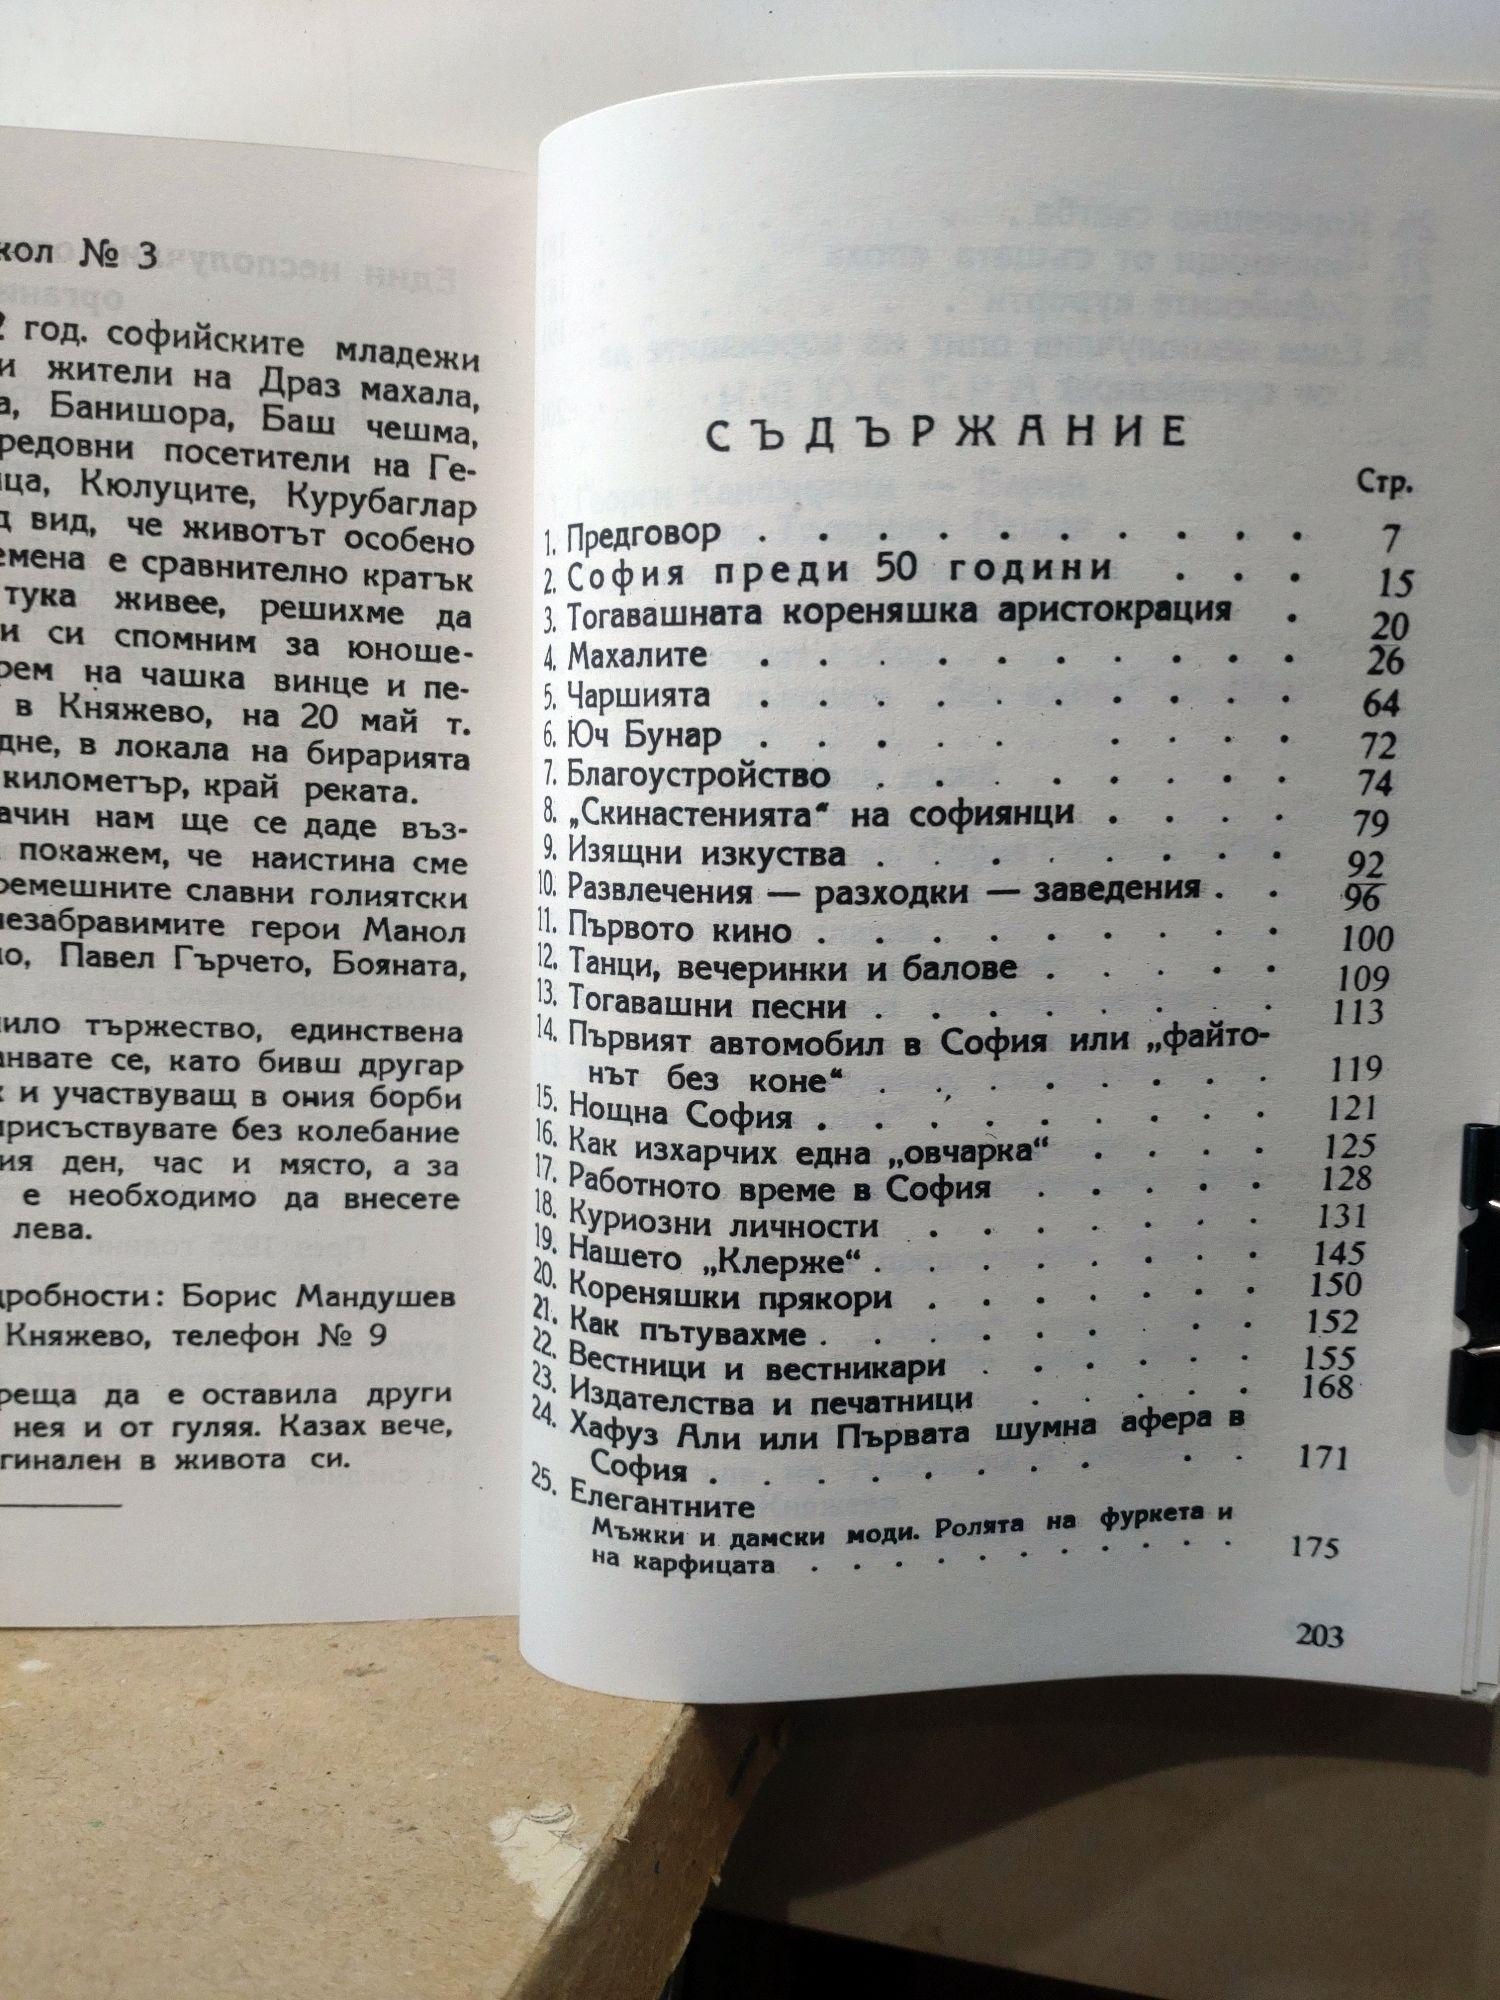 кол № 3
год. софийските младежи
и жители на Драз махала,
а, Банишора, Баш чешма,
редовни посетители на Ге-
ца, Кюлуците, Курубаглар
д вид, че животът особено
емена е сравнително кратък
тука живее, решихме да
и си спомним за юноше-
рем на чашка винце и пе-
в Княжево, на 20 май т.
дне, в локала на бирарията
километър, край реката.
ачин нам ще се даде въз-
покажем, че наистина сме
ремешните славни голиятски
незабравимите герои Манол
о, Павел Гърчето, Бояната,
ило тържество, единствена
анвате се, като бивш другар
и участвуващ в ония борби
присъствувате без колебание
ия ден, час и място, а за
е необходимо да внесете
лева.
дробности: Борис Мандушев
Княжево, телефон № 9
реща да е оставила други
нея и от гуляя. Казах вече,
гинален в живота си.
СЪДЪРЖАНИЕ
Стр.
1. Предговор . . . . . . . . . . 7
2. София преди 50 години . . . 15
3. Тогавашната кореняшка аристокрация . 20
4. Махалите . . . . . . . . . . 26
5. Чаршията . . . . . . . . . . 64
6. Юч Бунар . . . . . . . . . 72
7. Благоустройство . . . . . . . . 74
8. „Скинастенията“ на софиянци . . . . 79
9. Изящни изкуства . . . . . . . . 92
10. Развлечения — разходки — заведения . . 96
11. Първото кино . . . . . . . . . 100
12. Танци, вечеринки и балове . . . . . 109
13. Тогавашни песни . . . . . . . . 113
14. Първият автомобил в София или „файто-
нът без коне“ . . . . . . . . 119
15. Нощна София . . . . . . . . . 121
16. Как изхарчих една „овчарка“ . . . . 125
17. Работното време в София . . . . . 128
18. Куриозни личности . . . . . . . 131
19. Нашето „Клерже“ . . . . . . . . 145
20. Кореняшки прякори . . . . . . . 150
21. Как пътувахме . . . . . . . . . 152
22. Вестници и вестникари . . . . . . 155
23. Издателства и печатници . . . . . 168
24. Хафуз Али или Първата шумна афера в
София . . . . . . . . . . 171
25. Елегантните
Мъжки и дамски моди. Ролята на фуркета и
на карфицата . . . . . . . . . . . 175
203